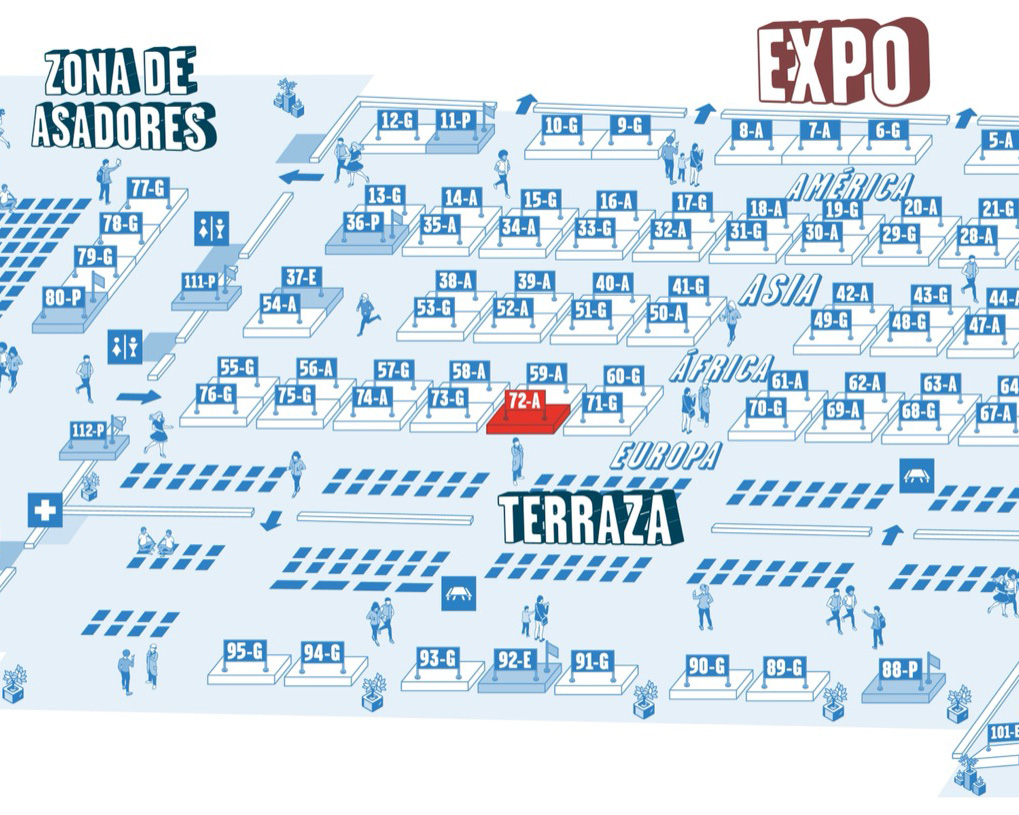 ZONA DE
ASADORES
EXPO
12-G 11-P 10-G 9-G 8-A 7-A 6-G 5-A
77-G 13-G 14-A 15-G 16-A 17-G 18-A 19-G 20-A 21-G
AMÉRICA
78-G 36-P 35-A 34-A 33-G 32-A 31-G 30-A 29-G 28-A
79-G
80-P 111-P 37-E 38-A 39-A 40-A 41-G
ASIA
42-A 43-G 44-A
54-A 53-G 52-A 51-G 50-A 49-G 48-G 47-A
55-G 56-A 57-G 58-A 59-A 60-G
ÁFRICA
61-A 62-A 63-A 64
76-G 75-G 74-A 73-G 72-A 71-G 70-G 69-A 68-G 67-A
112-P
EUROPA
TERRAZA
95-G 94-G 93-G 92-E 91-G 90-G 89-G 88-P
101-E